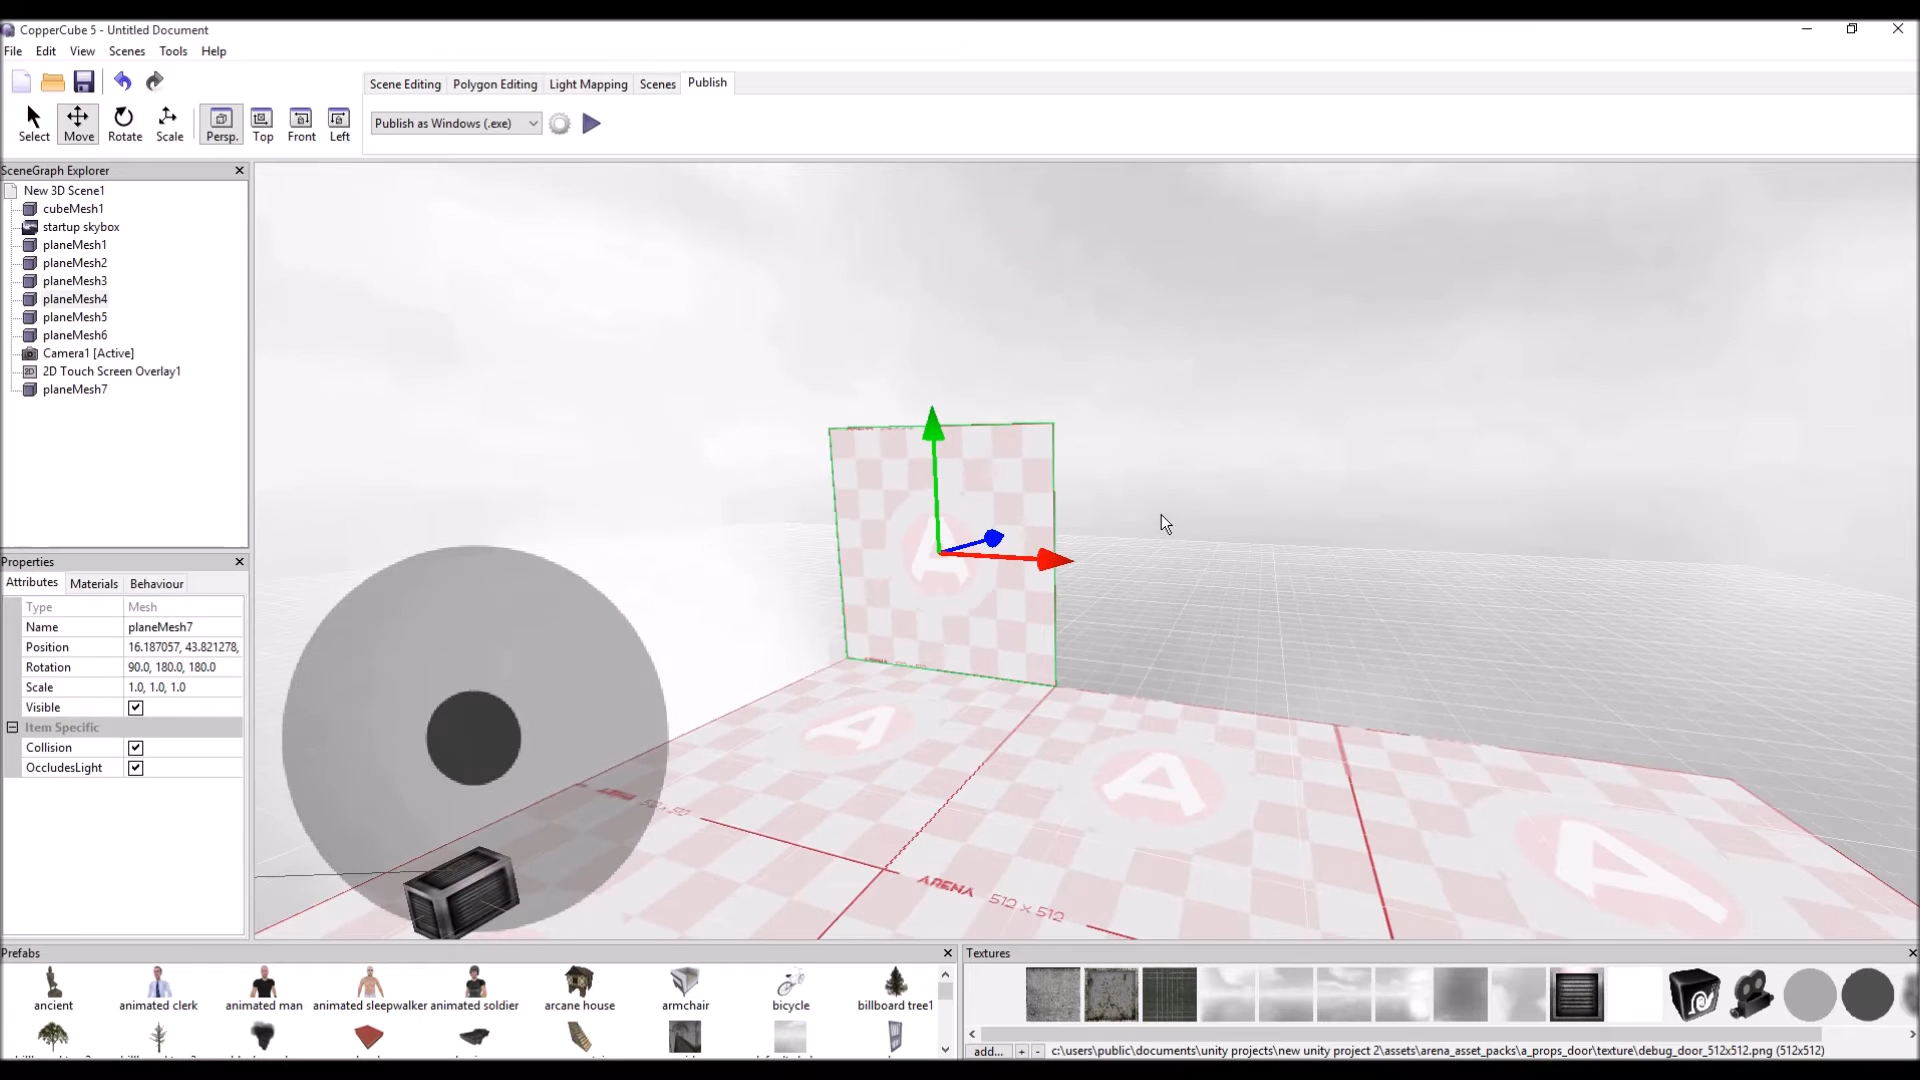 CopperCube 5 - Untitled Document
File Edit View Scenes Tools Help
Scene Editing Polygon Editing Light Mapping Scenes Publish
Select Move Rotate Scale Persp. Top Front Left
Publish as Windows (.exe)
SceneGraph Explorer
New 3D Scene1
cubeMesh1
startup skybox
planeMesh1
planeMesh2
planeMesh3
planeMesh4
planeMesh5
planeMesh6
Camera1 [Active]
2D Touch Screen Overlay1
planeMesh7
Properties
Attributes Materials Behaviour
Type Mesh
Name planeMesh7
Position 16.187057, 43.821278,
Rotation 90.0, 180.0, 180.0
Scale 1.0, 1.0, 1.0
Visible
Item Specific
Collision
OccludesLight
A
A
A
A
ARENA 512 x 512
Prefabs
ancient animated clerk animated man animated sleepwalker animated soldier arcane house armchair bicycle billboard tree1
Textures
add... + -
c:\users\public\documents\unity projects\new unity project 2\assets\arena_asset_packs\a_props_door\texture\debug_door_512x512.png (512x512)